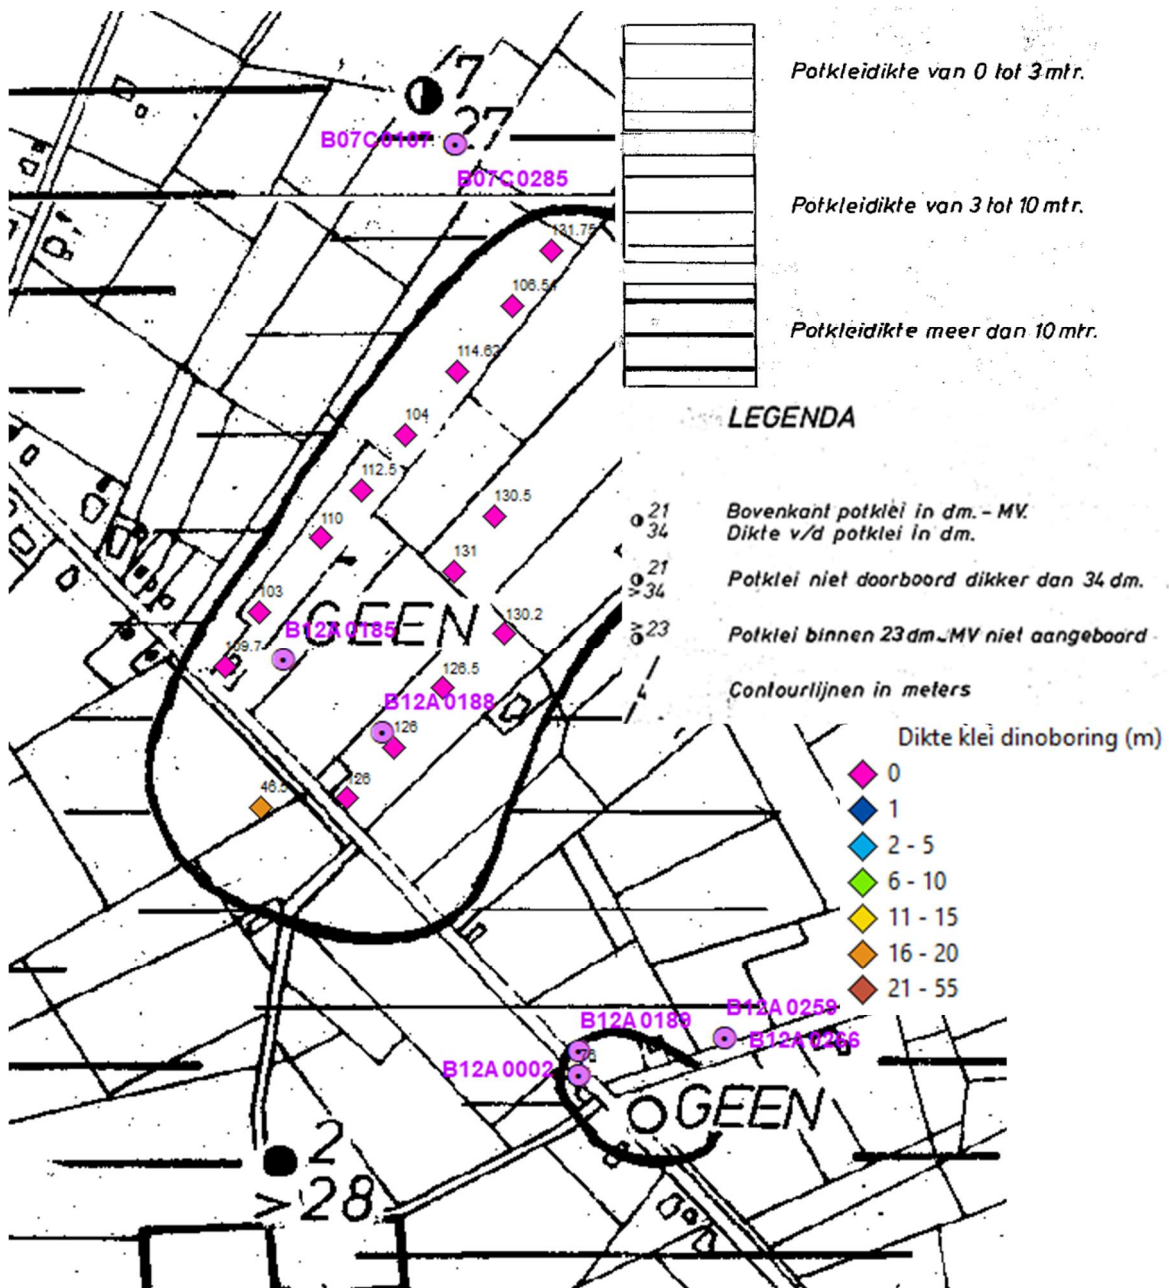 7
27
B07C0107
B07C0285
131.75
106.51
114.62
104
112.5
110
130.5
131
103
GEEN
B12A0185
130.2
109.7
126.5
B12A0188
126
126
46.5
Potkleidikte van 0 tot 3 mtr.
Potkleidikte van 3 tot 10 mtr.
Potkleidikte meer dan 10 mtr.
LEGENDA
21
34
Bovenkant potklei in dm. - MV.
Dikte v/d potklei in dm.
21
>34
Potklei niet doorboord dikker dan 34 dm.
≥23
Potklei binnen 23 dm. MV niet aangeboord
4
Contourlijnen in meters
Dikte klei dinoboring (m)
0
1
2 - 5
6 - 10
11 - 15
16 - 20
21 - 55
B12A0259
B12A0189
B12A0266
B12A0002
GEEN
2
>28